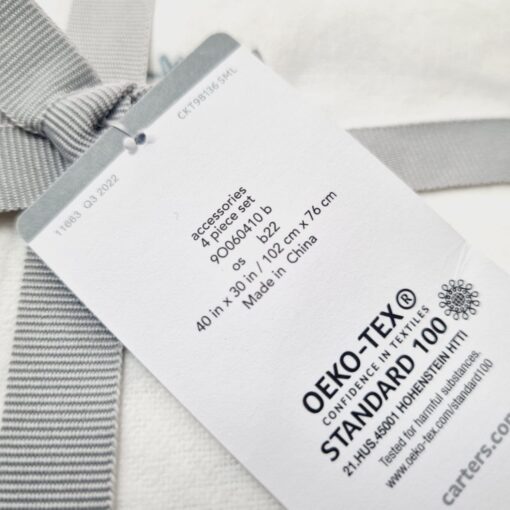 CKT98136 SML
11663 Q3 2022
accessories
4 piece set
9O060410 b
os b22
40 in x 30 in / 102 cm x 76 cm
Made in China
OEKO-TEX®
CONFIDENCE IN TEXTILES
STANDARD 100
21.HUS.45001 HOHENSTEIN HTTI
Tested for harmful substances.
www.oeko-tex.com/standard100
carters.com